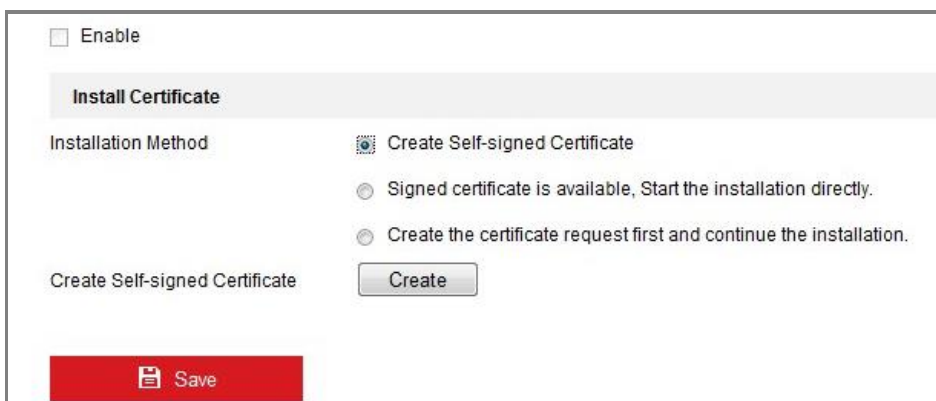 Enable
Install Certificate
Installation Method
Create Self-signed Certificate
Signed certificate is available, Start the installation directly.
Create the certificate request first and continue the installation.
Create Self-signed Certificate
Create
Save